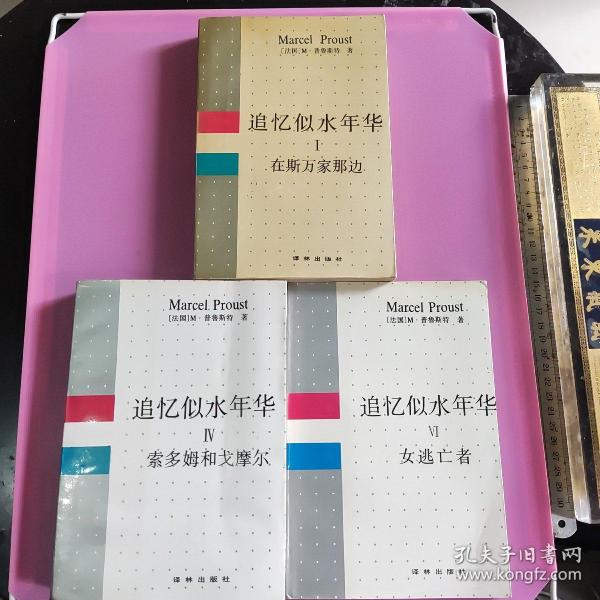 Marcel Proust
[法国]M·普鲁斯特 著
追忆似水年华
I
在斯万家那边
译林出版社
Marcel Proust
[法国]M·普鲁斯特 著
追忆似水年华
IV
索多姆和戈摩尔
译林出版社
Marcel Proust
[法国]M·普鲁斯特 著
追忆似水年华
VI
女逃亡者
译林出版社
孔夫子旧书网
www.kongfz.com